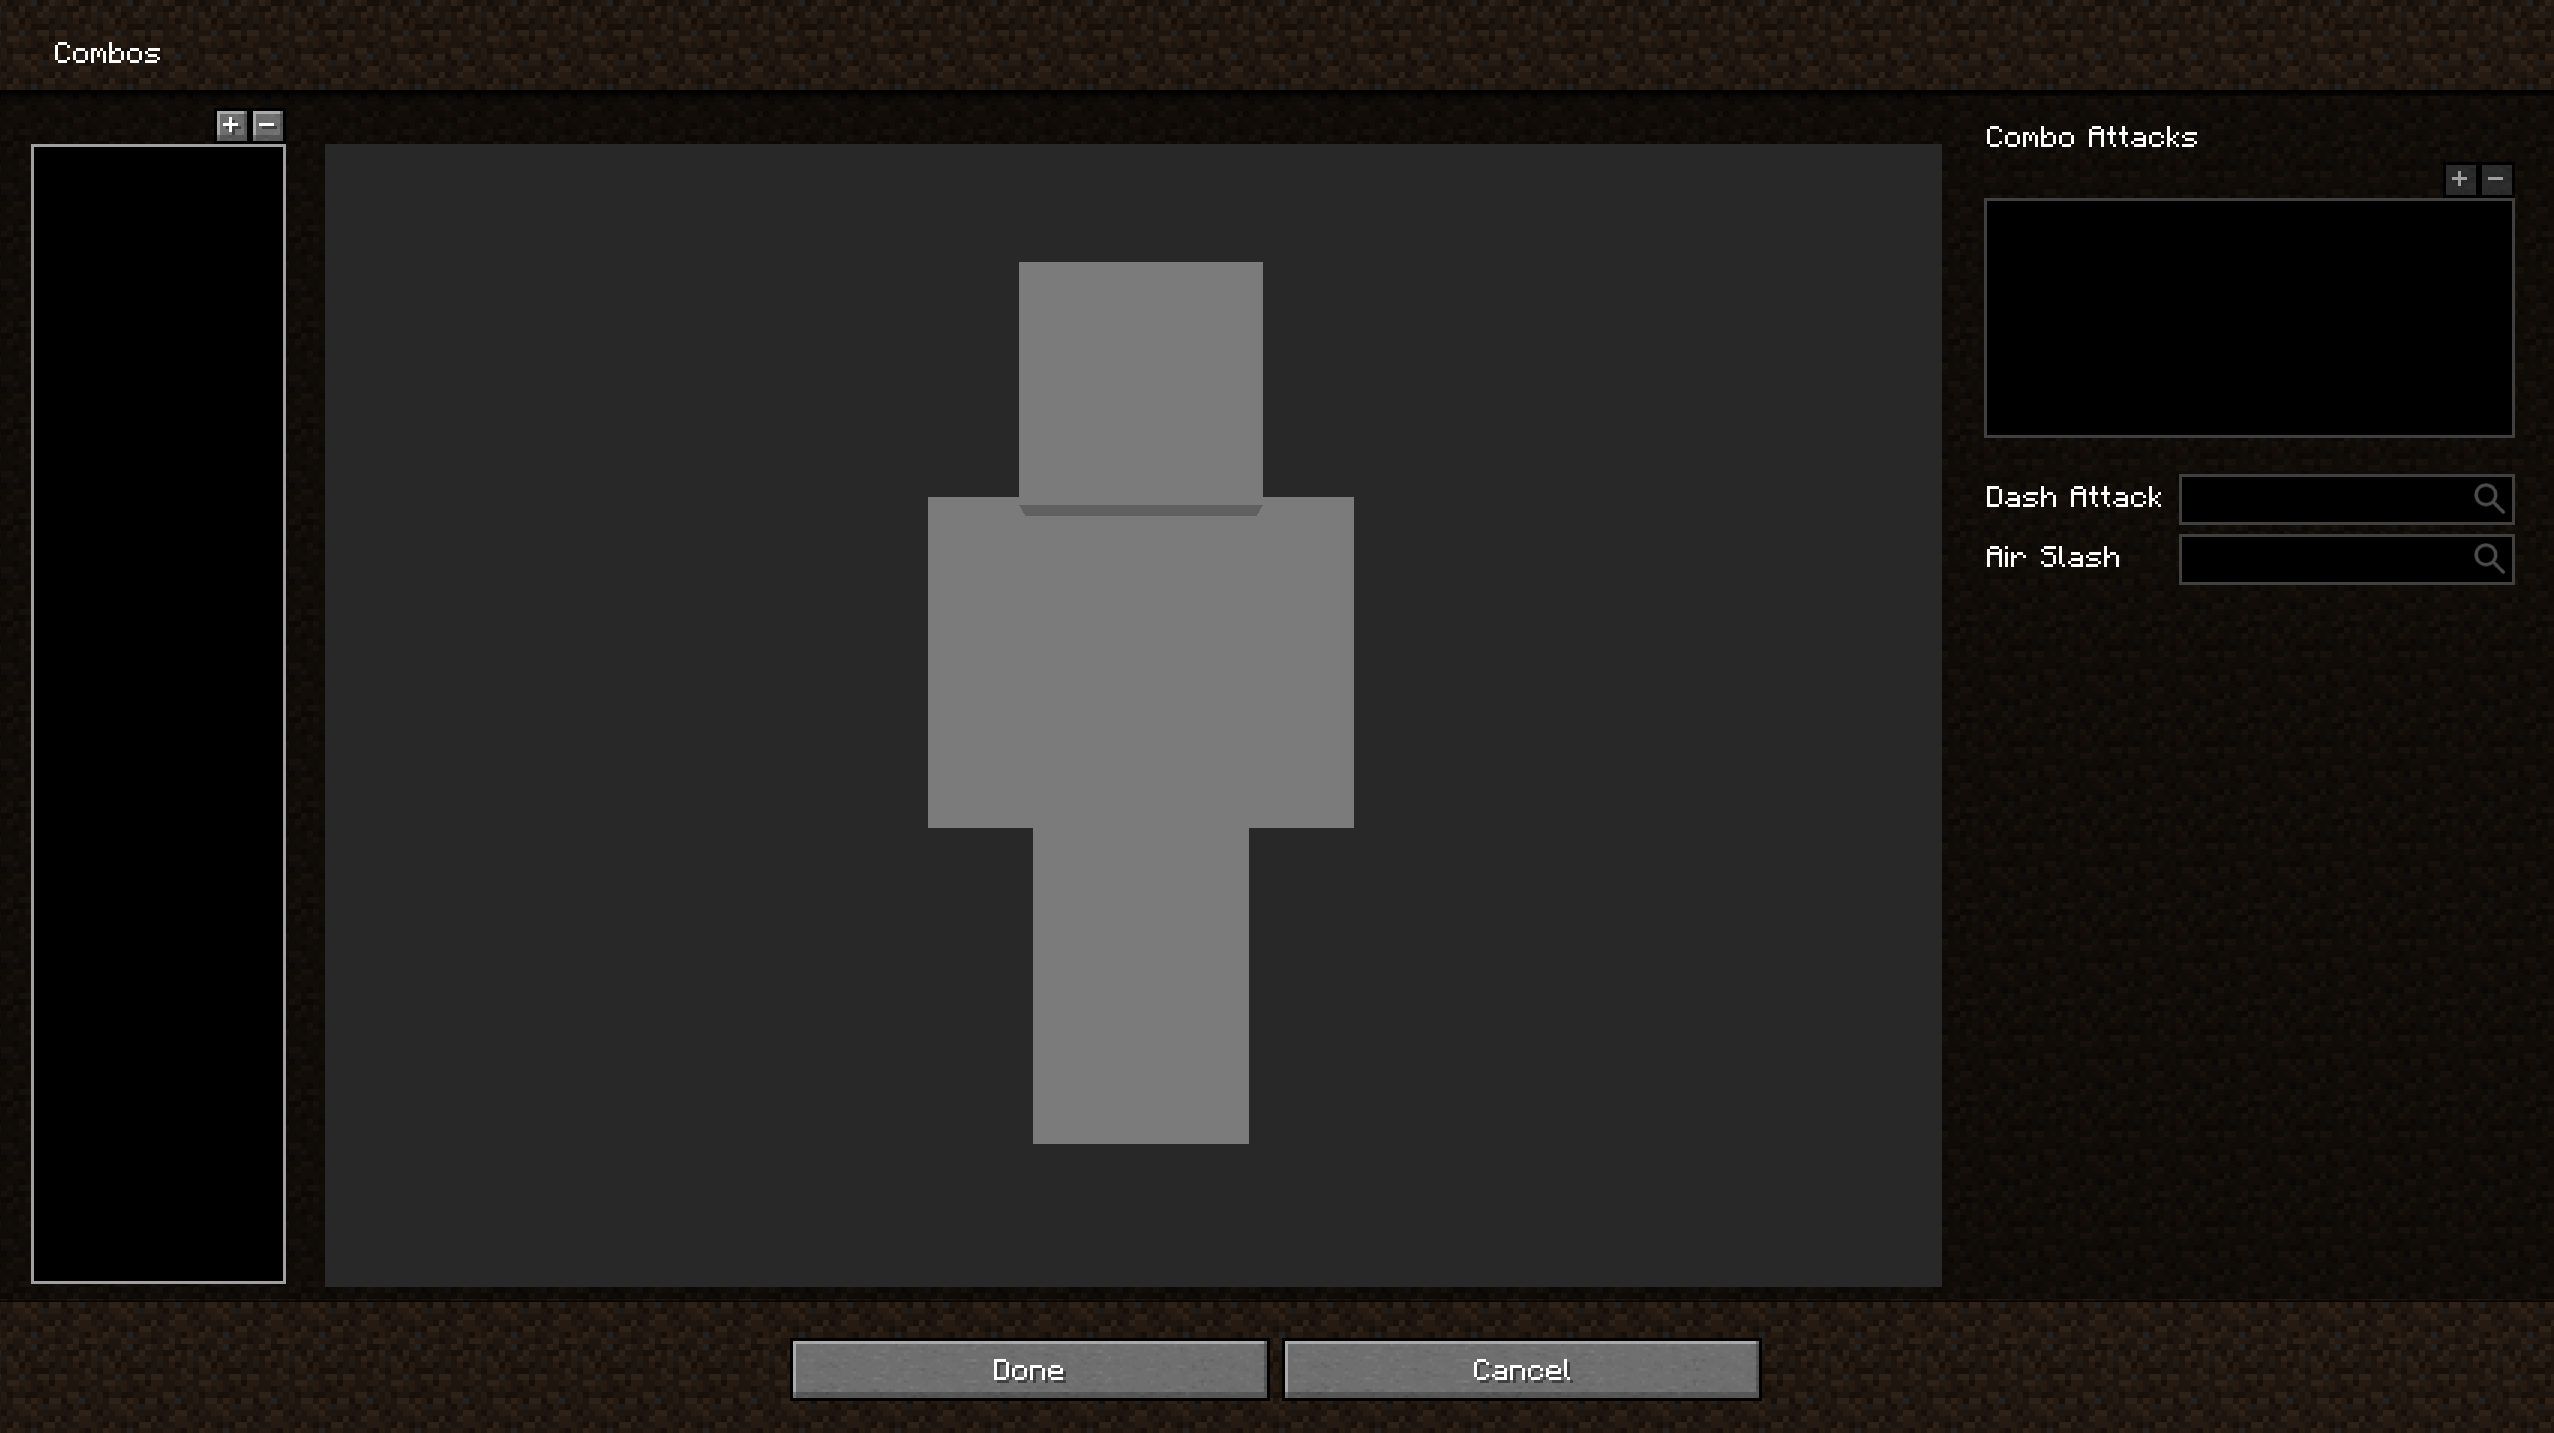 Combos
+ -
Combo Attacks
+ -
Dash Attack
Air Slash
Done
Cancel